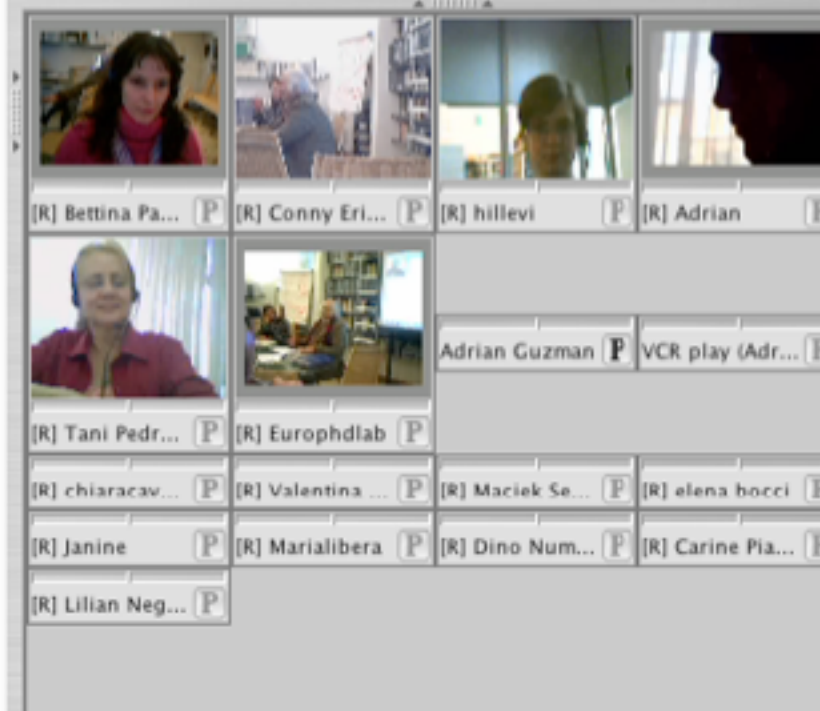 [R] Bettina Pa... P
[R] Conny Eri... P
[R] hillevi P
[R] Adrian
[R] Tani Pedr... P
[R] Europhdlab P
Adrian Guzman P
VCR play (Adr...
[R] chiaracav... P
[R] Valentina ... P
[R] Maciek Se... P
[R] elena bocci
[R] Janine P
[R] Marialibera P
[R] Dino Num... P
[R] Carine Pia...
[R] Lilian Neg... P